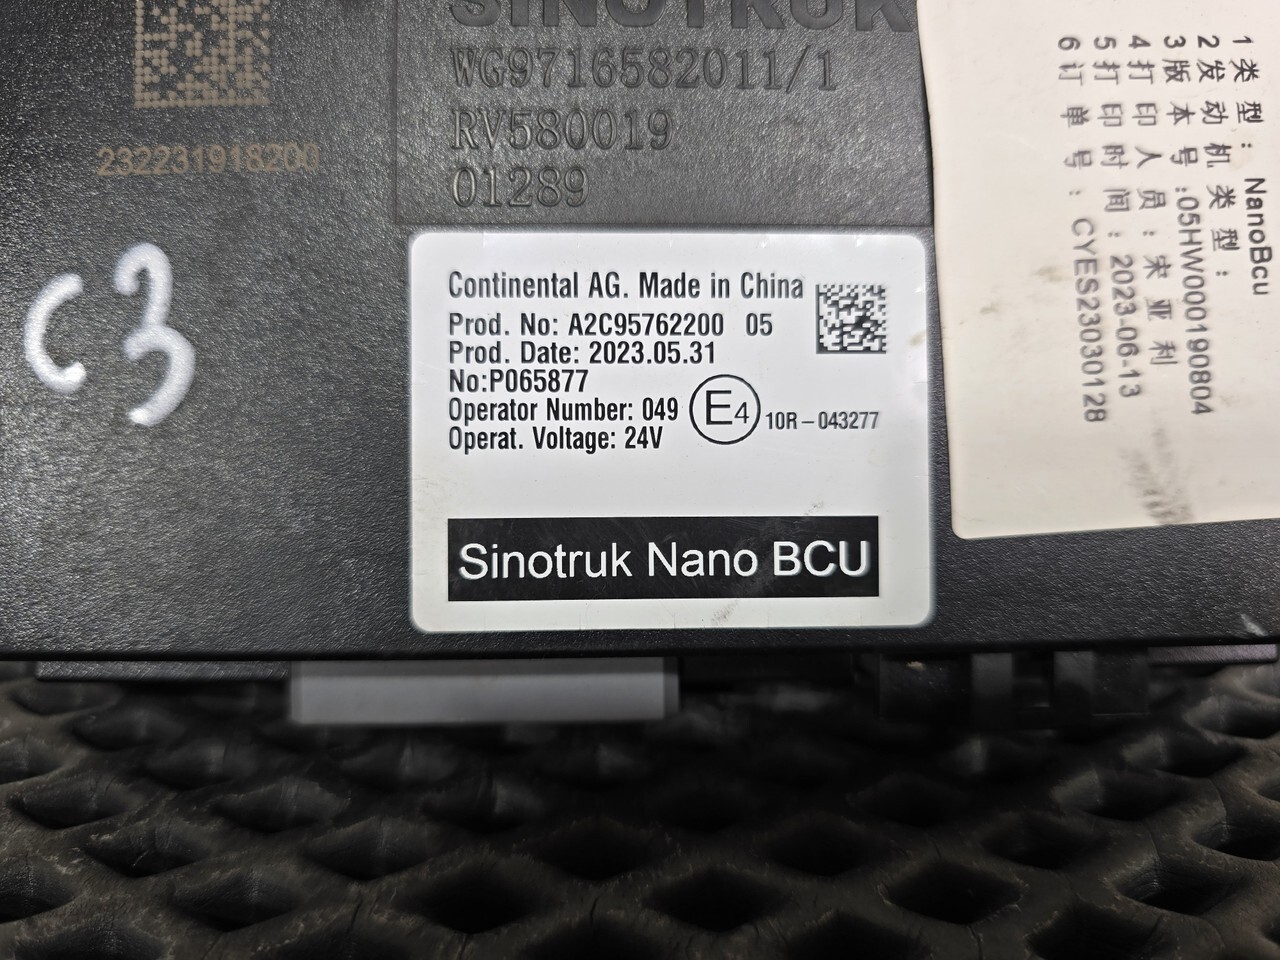 SINOTRUK
WG9716582011/1
RV580019
01289
232231918200
C3
Continental AG. Made in China
Prod. No: A2C95762200 05
Prod. Date: 2023.05.31
No:P065877
Operator Number: 049
E4
10R-043277
Operat. Voltage: 24V
Sinotruk Nano BCU
1 类型: NanoBcu
2 发动机类型:
3 版本号:05HW000190804
4 打印人员:宋亚利
5 打印时间:2023-06-13
6 订单号:CYES23030128